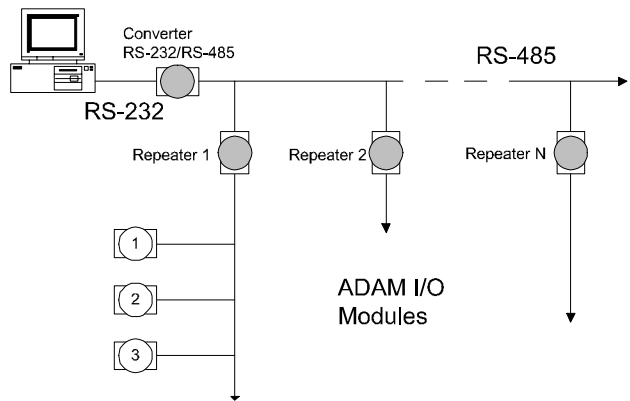 Converter
RS-232/RS-485
RS-485
RS-232
Repeater 1
Repeater 2
Repeater N
1
2
3
ADAM I/O
Modules